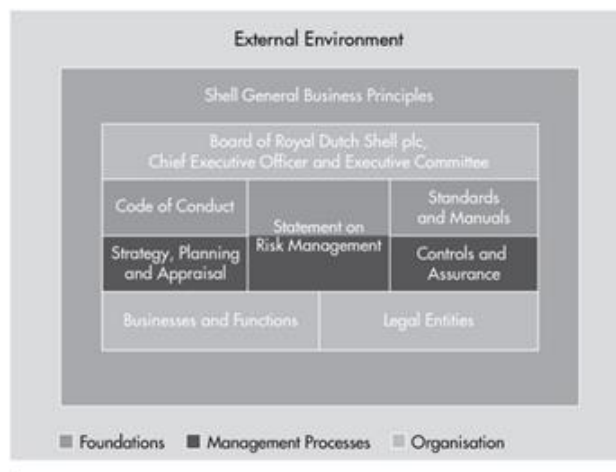 External Environment
Shell General Business Principles
Board of Royal Dutch Shell plc,
Chief Executive Officer and Executive Committee
Code of Conduct
Statement on
Risk Management
Standards
and Manuals
Strategy, Planning
and Appraisal
Controls and
Assurance
Businesses and Functions
Legal Entities
Foundations
Management Processes
Organisation